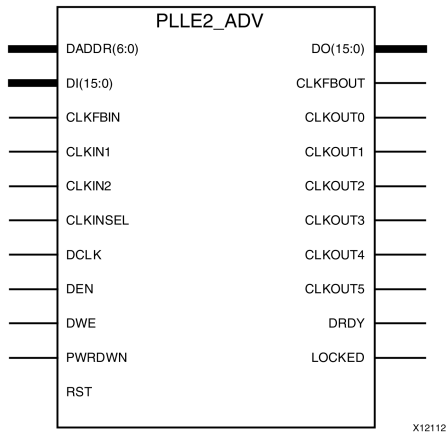 PLLE2_ADV
DADDR(6:0) DO(15:0)
DI(15:0) CLKFBOUT
CLKFBIN CLKOUT0
CLKIN1 CLKOUT1
CLKIN2 CLKOUT2
CLKINSEL CLKOUT3
DCLK CLKOUT4
DEN CLKOUT5
DWE DRDY
PWRDWN LOCKED
RST
X12112